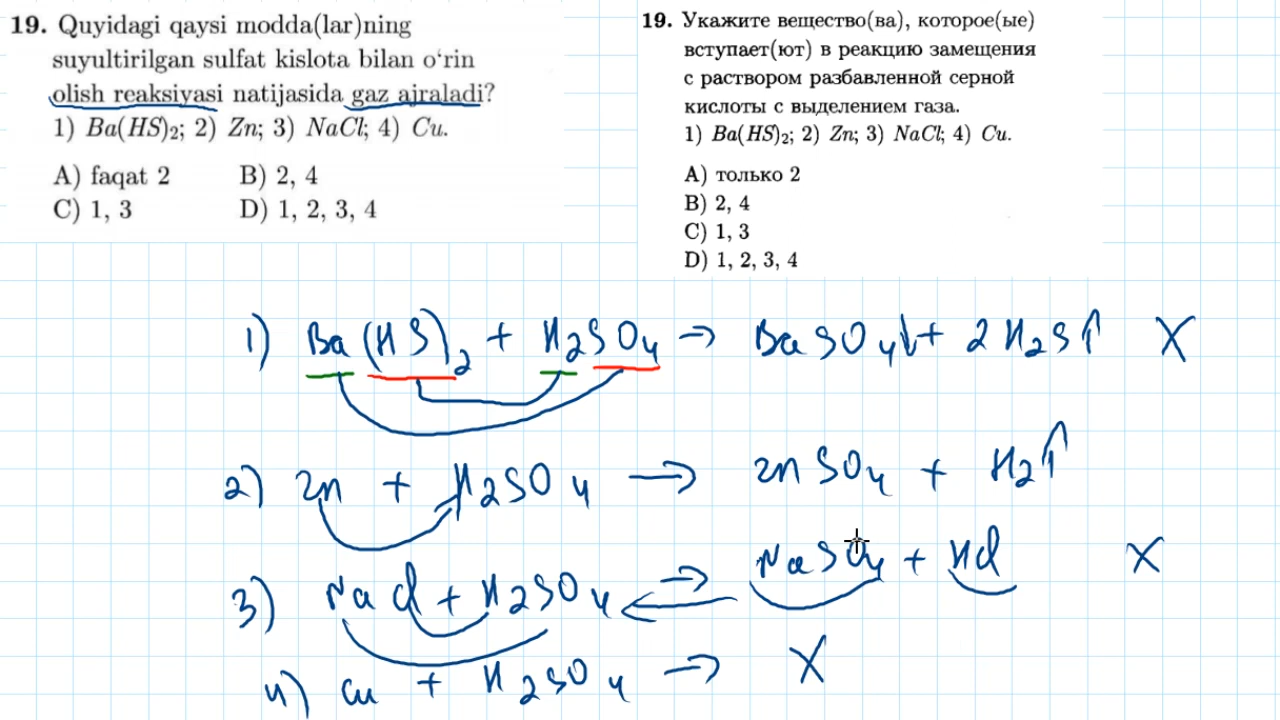 19. Quyidagi qaysi modda(lar)ning
suyultirilgan sulfat kislota bilan o‘rin
olish reaksiyasi natijasida gaz ajraladi?
1) Ba(HS)₂; 2) Zn; 3) NaCl; 4) Cu.
A) faqat 2 B) 2, 4
C) 1, 3 D) 1, 2, 3, 4
19. Укажите вещество(ва), которое(ые)
вступает(ют) в реакцию замещения
с раствором разбавленной серной
кислоты с выделением газа.
1) Ba(HS)₂; 2) Zn; 3) NaCl; 4) Cu.
A) только 2
B) 2, 4
C) 1, 3
D) 1, 2, 3, 4
1) Ba(HS)₂ + H₂SO₄ → BaSO₄↓ + 2H₂S↑ X
2) Zn + H₂SO₄ → ZnSO₄ + H₂↑
3) NaCl + H₂SO₄ ⇄ NaSO₄ + HCl X
4) Cu + H₂SO₄ → X